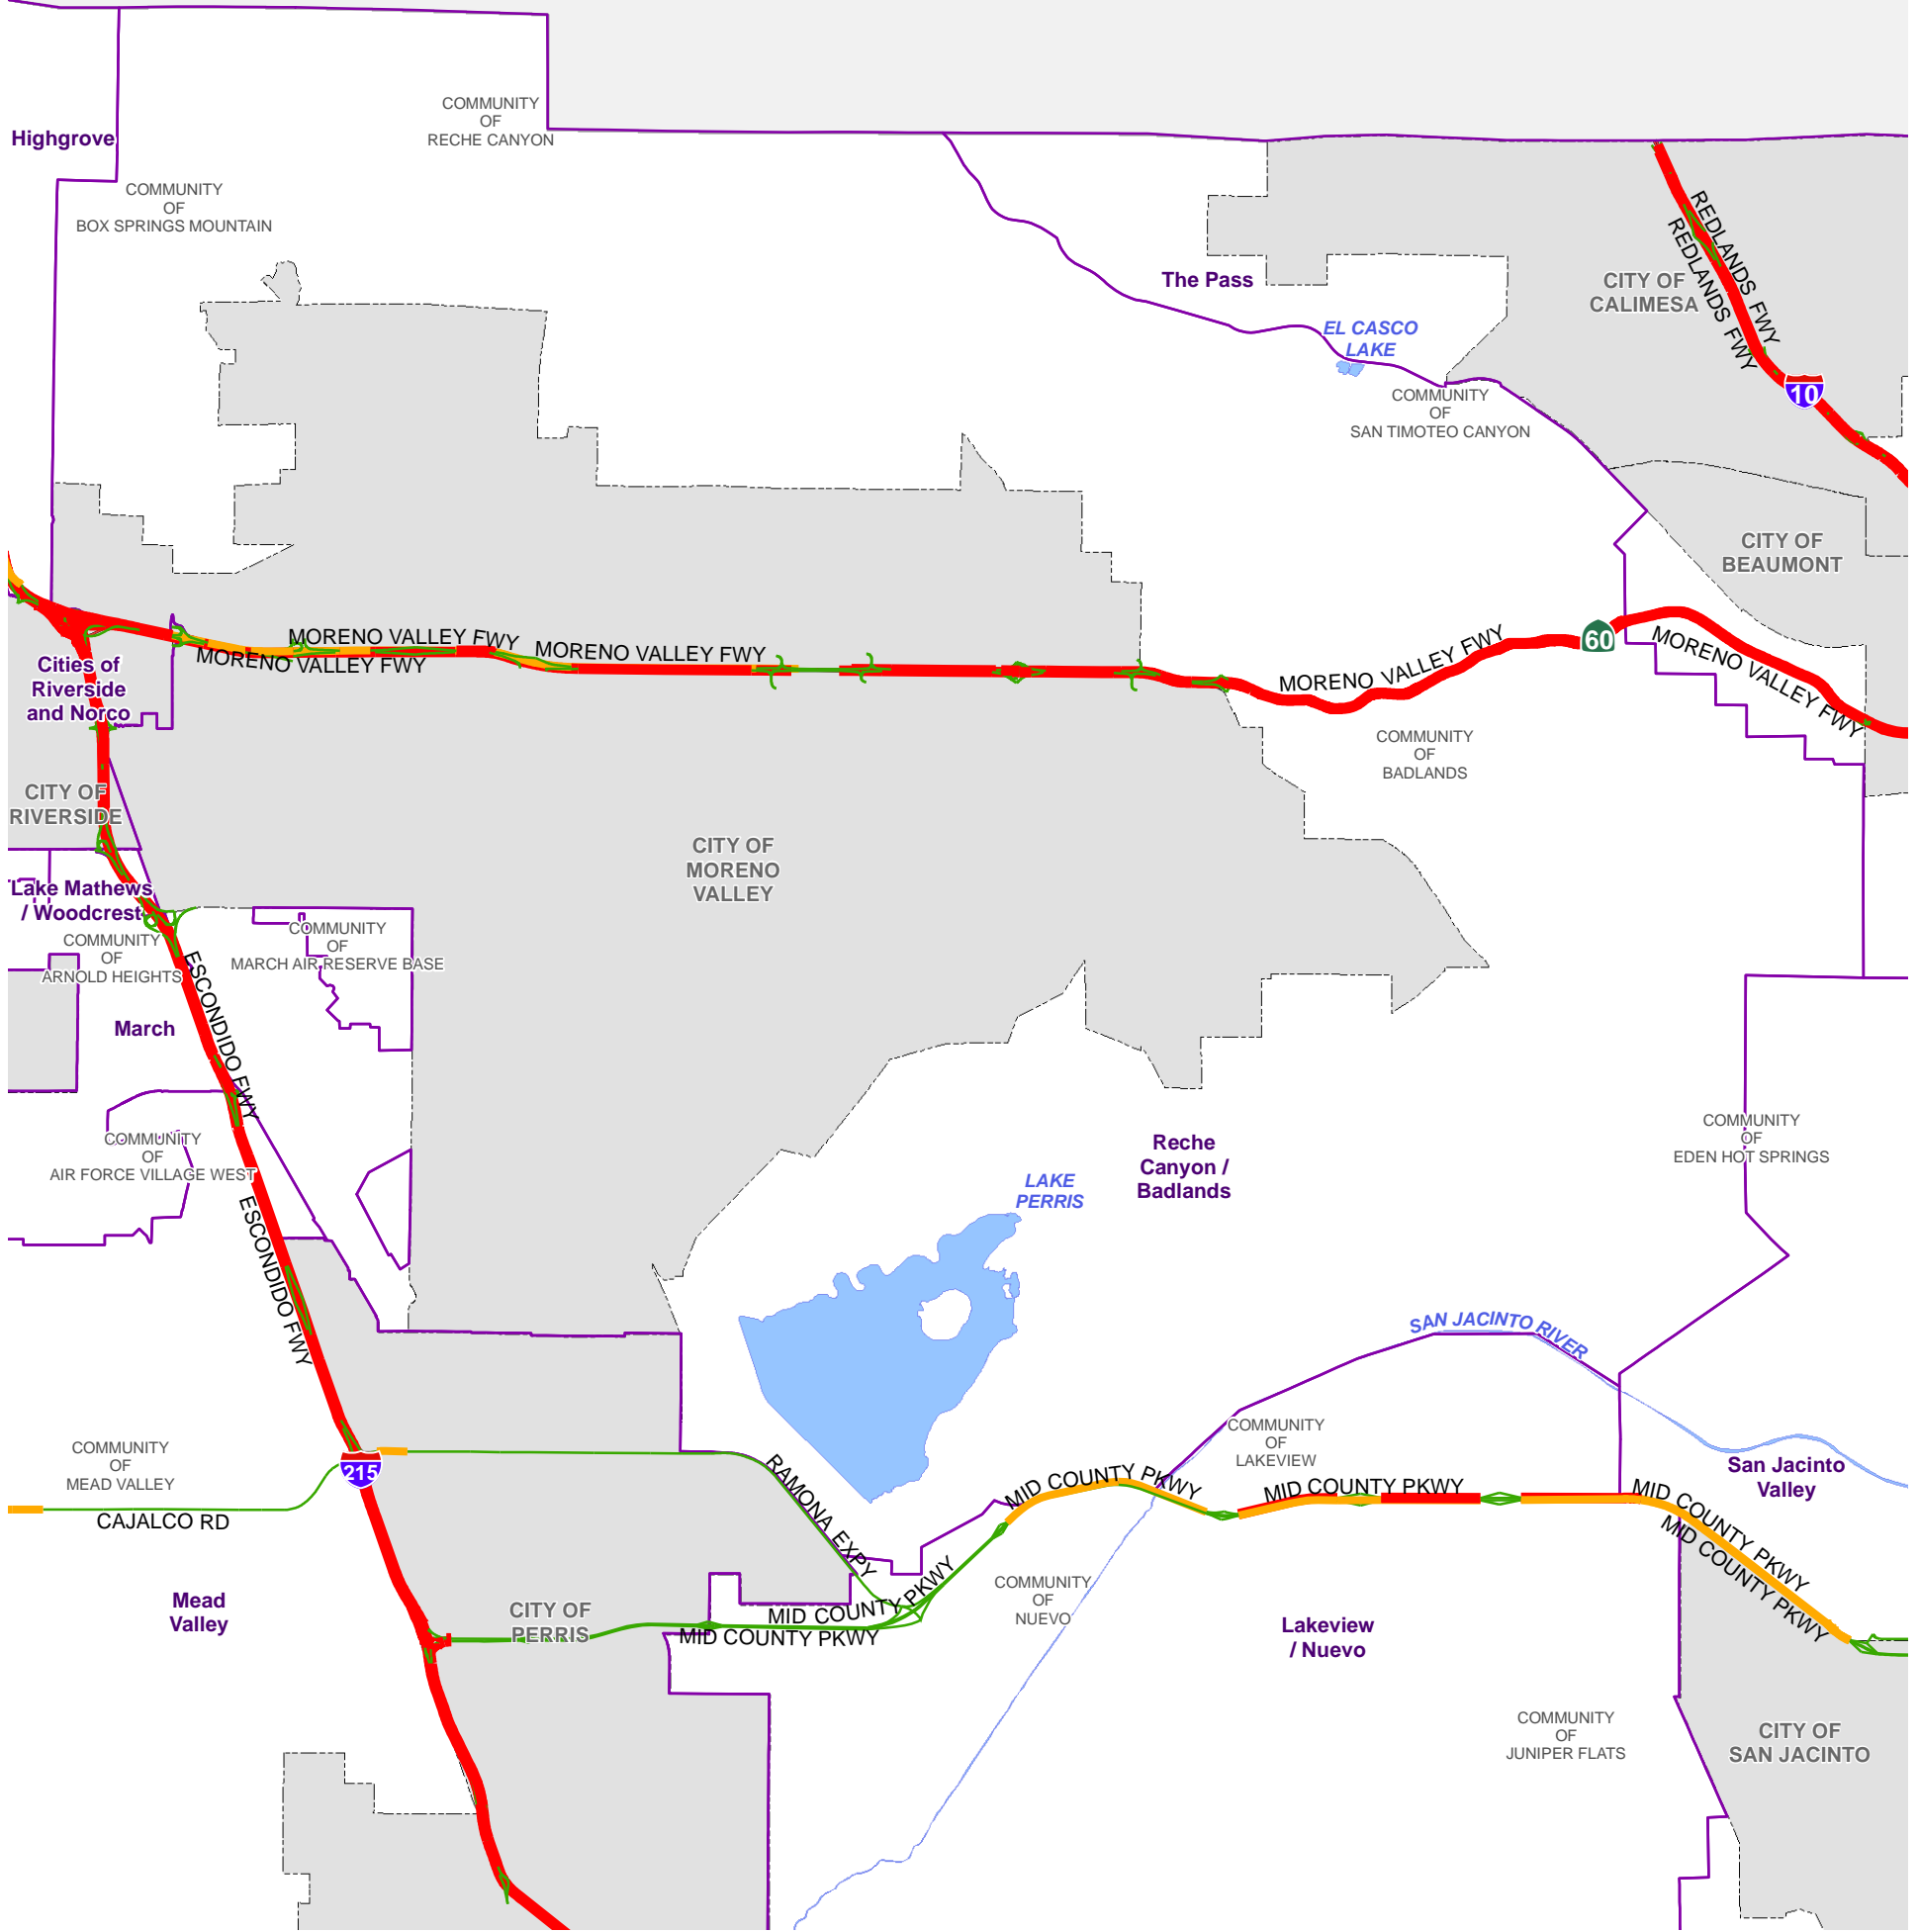 COMMUNITY
OF
RECHE CANYON
Highgrove
COMMUNITY
OF
BOX SPRINGS MOUNTAIN
REDLANDS FWY
REDLANDS FWY
The Pass
CITY OF
CALIMESA
EL CASCO
LAKE
10
COMMUNITY
OF
SAN TIMOTEO CANYON
CITY OF
BEAUMONT
MORENO VALLEY FWY
MORENO VALLEY FWY
MORENO VALLEY FWY
MORENO VALLEY FWY
60
MORENO VALLEY FWY
Cities of
Riverside
and Norco
COMMUNITY
OF
BADLANDS
CITY OF
RIVERSIDE
CITY OF
MORENO
VALLEY
Lake Mathews
/ Woodcrest
COMMUNITY
OF
ARNOLD HEIGHTS
COMMUNITY
OF
MARCH AIR RESERVE BASE
ESCONDIDO FWY
March
COMMUNITY
OF
AIR FORCE VILLAGE WEST
Reche
Canyon /
Badlands
COMMUNITY
OF
EDEN HOT SPRINGS
LAKE
PERRIS
ESCONDIDO FWY
SAN JACINTO RIVER
COMMUNITY
OF
MEAD VALLEY
215
COMMUNITY
OF
LAKEVIEW
San Jacinto
Valley
CAJALCO RD
RAMONA EXPY
MID COUNTY PKWY
MID COUNTY PKWY
MID COUNTY PKWY
MID COUNTY PKWY
Mead
Valley
CITY OF
PERRIS
MID COUNTY PKWY
MID COUNTY PKWY
COMMUNITY
OF
NUEVO
Lakeview
/ Nuevo
COMMUNITY
OF
JUNIPER FLATS
CITY OF
SAN JACINTO